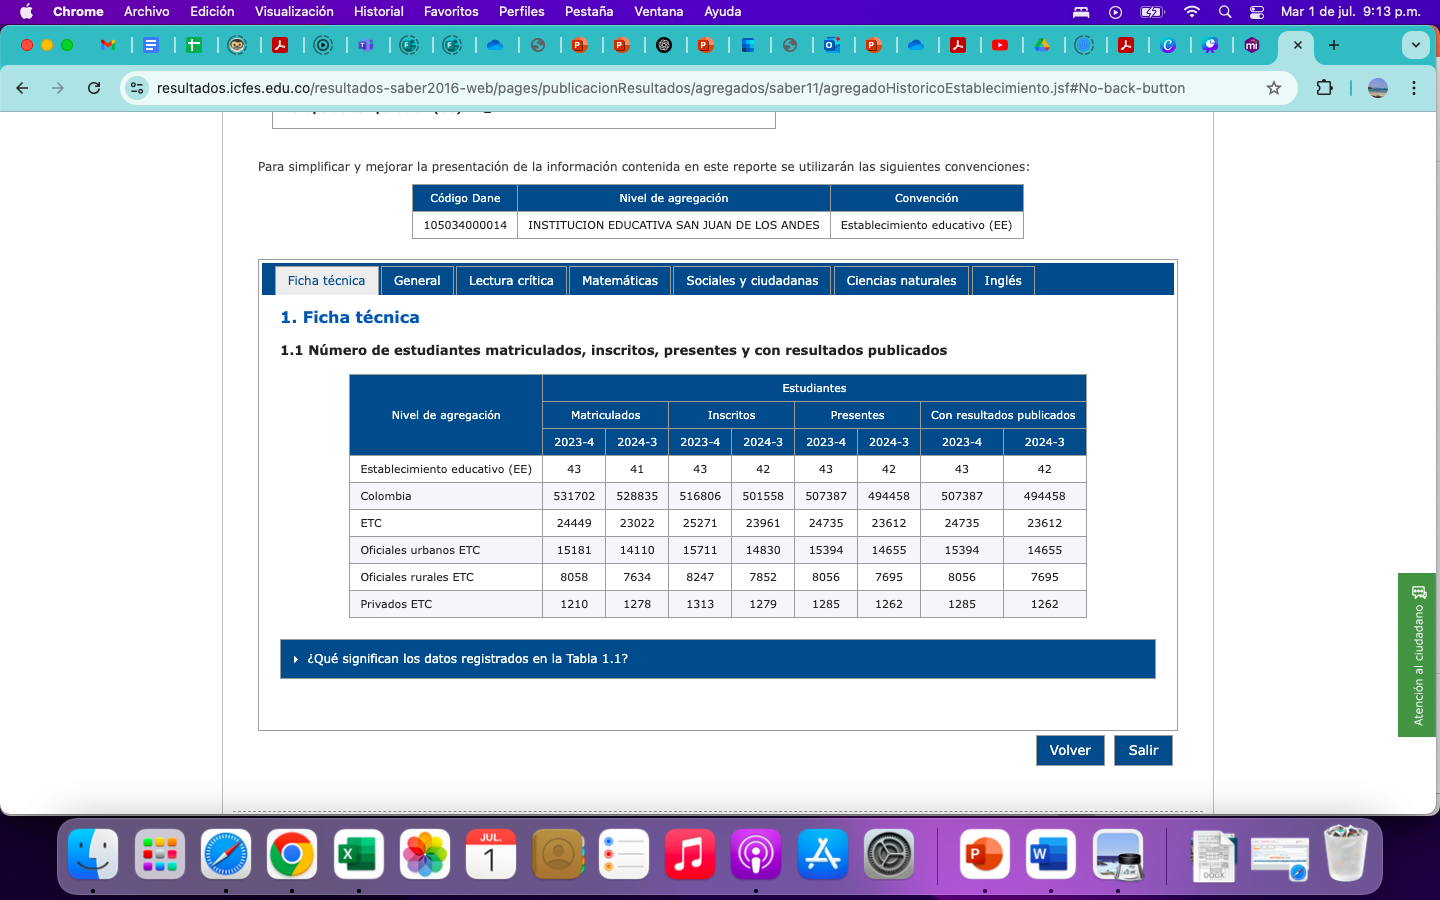 Chrome Archivo Edición Visualización Historial Favoritos Perfiles Pestaña Ventana Ayuda Mar 1 de jul. 9:13 p.m.
resultados.icfes.edu.co/resultados-saber2016-web/pages/publicacionResultados/agregados/saber11/agregadoHistoricoEstablecimiento.jsf#No-back-button
Para simplificar y mejorar la presentación de la información contenida en este reporte se utilizarán las siguientes convenciones:
Código Dane Nivel de agregación Convención
105034000014 INSTITUCION EDUCATIVA SAN JUAN DE LOS ANDES Establecimiento educativo (EE)
Ficha técnica General Lectura crítica Matemáticas Sociales y ciudadanas Ciencias naturales Inglés
1. Ficha técnica
1.1 Número de estudiantes matriculados, inscritos, presentes y con resultados publicados
Nivel de agregación Estudiantes
Matriculados Inscritos Presentes Con resultados publicados
2023-4 2024-3 2023-4 2024-3 2023-4 2024-3 2023-4 2024-3
Establecimiento educativo (EE) 43 41 43 42 43 42 43 42
Colombia 531702 528835 516806 501558 507387 494458 507387 494458
ETC 24449 23022 25271 23961 24735 23612 24735 23612
Oficiales urbanos ETC 15181 14110 15711 14830 15394 14655 15394 14655
Oficiales rurales ETC 8058 7634 8247 7852 8056 7695 8056 7695
Privados ETC 1210 1278 1313 1279 1285 1262 1285 1262
¿Qué significan los datos registrados en la Tabla 1.1?
Atención al ciudadano
Volver Salir
JUL.
1
DOCX